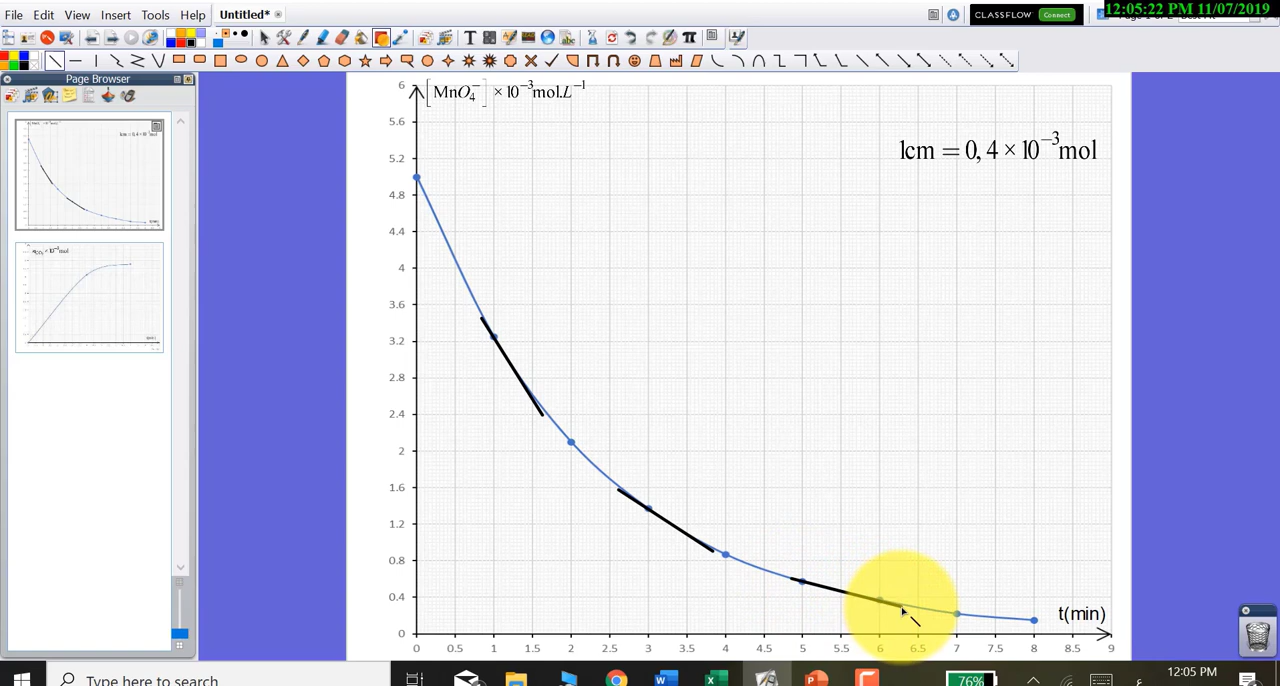 File Edit View Insert Tools Help Untitled*
CLASSFLOW Connect
12:05:22 PM 11/07/2019
Page Browser
[MnO₄⁻] × 10⁻³mol.L⁻¹
1cm = 0, 4 × 10⁻³mol
6
5.6
5.2
4.8
4.4
4
3.6
3.2
2.8
2.4
2
1.6
1.2
0.8
0.4
0
t(min)
0 0.5 1 1.5 2 2.5 3 3.5 4 4.5 5 5.5 6 6.5 7 7.5 8 8.5 9
Type here to search
76%
12:05 PM